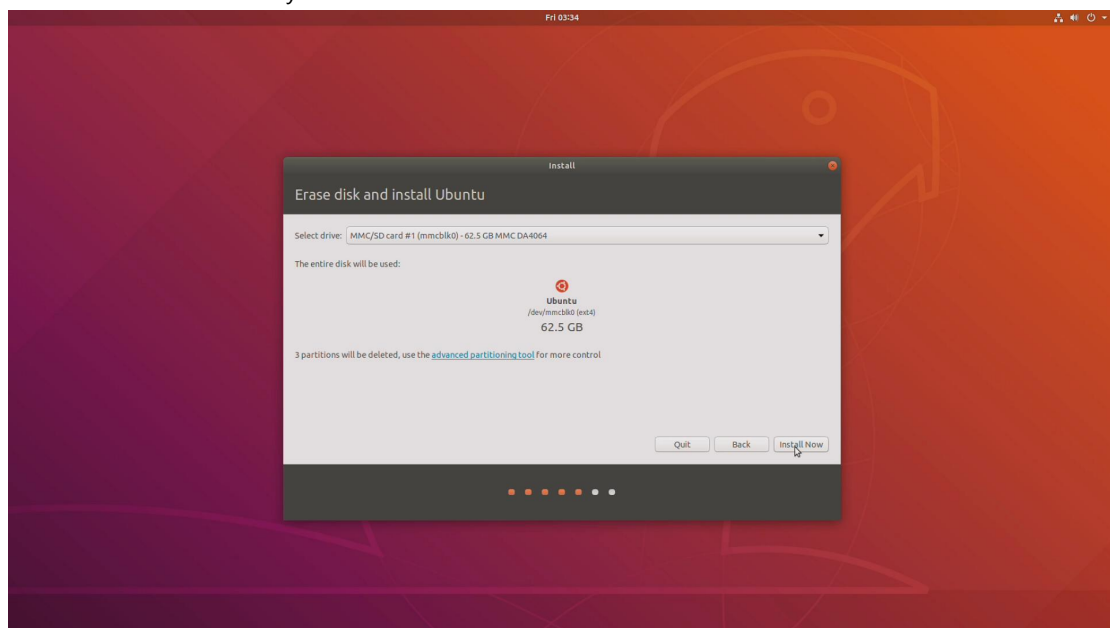 Fri 03:34
Install
Erase disk and install Ubuntu
Select drive: MMC/SD card #1 (mmcblk0) - 62.5 GB MMC DA4064
The entire disk will be used:
Ubuntu
/dev/mmcblk0 (ext4)
62.5 GB
3 partitions will be deleted, use the advanced partitioning tool for more control
Quit Back Install Now